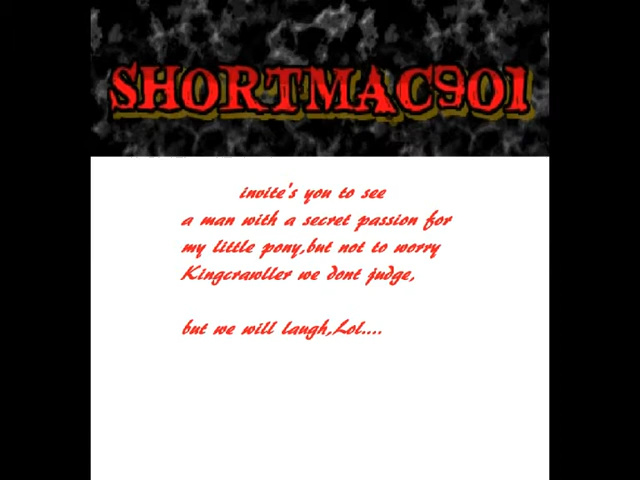 SHORTMAC901
invite's you to see
a man with a secret passion for
my little pony,but not to worry
Kingcrawller we dont judge,
but we will laugh,Lol....